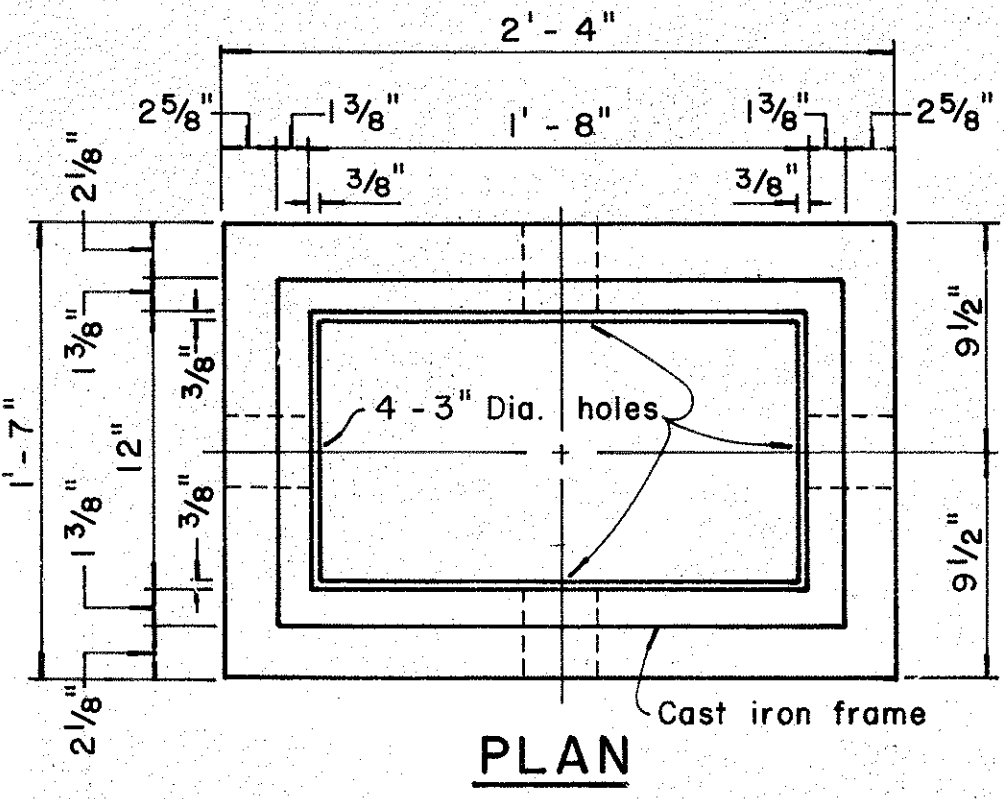 2' - 4"
2 5/8" 1 3/8" 1' - 8" 1 3/8" 2 5/8"
3/8" 3/8"
2 1/8"
1 3/8"
3/8"
1' - 7"
12"
9 1/2"
4 - 3" Dia. holes
3/8"
1 3/8"
9 1/2"
2 1/8"
Cast iron frame
PLAN